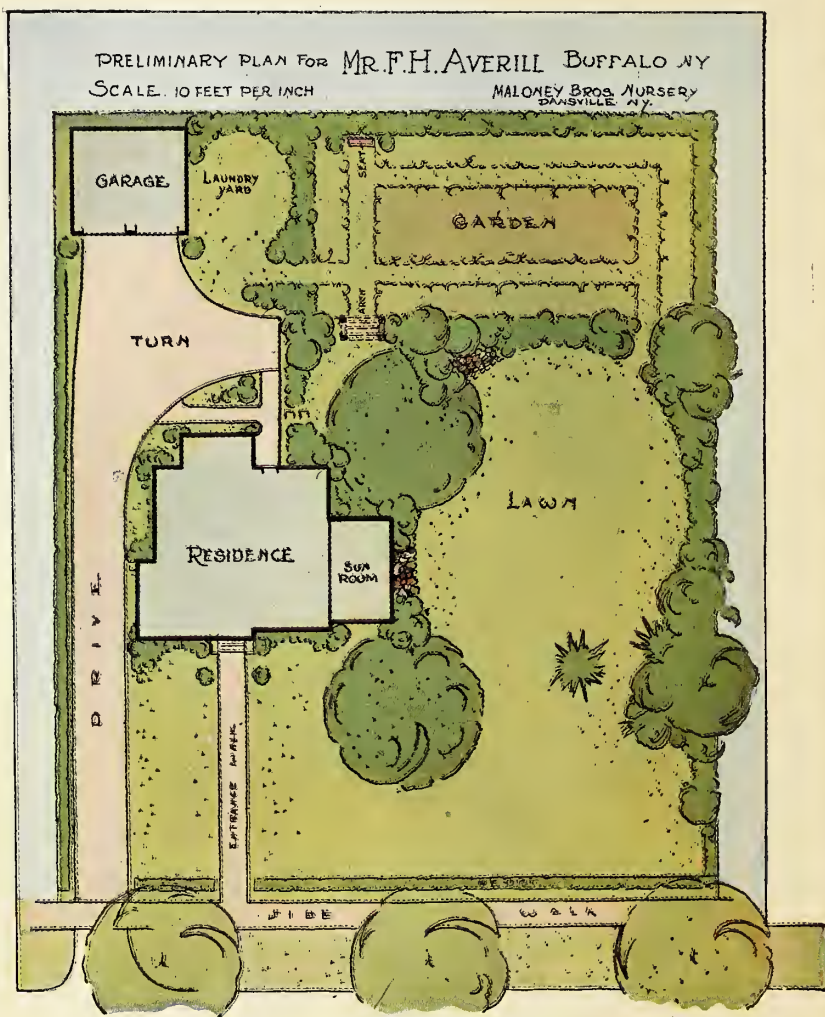 PRELIMINARY PLAN FOR MR. F. H. AVERILL BUFFALO NY
SCALE. 10 FEET PER INCH
MALONEY BROS. NURSERY
DANSVILLE. N.Y.
GARAGE
LAUNDRY
YARD
SEAT
GARDEN
ARCH
TURN
LAWN
RESIDENCE
SUN
ROOM
DRIVE
ENTRANCE WALK
SIDE WALK